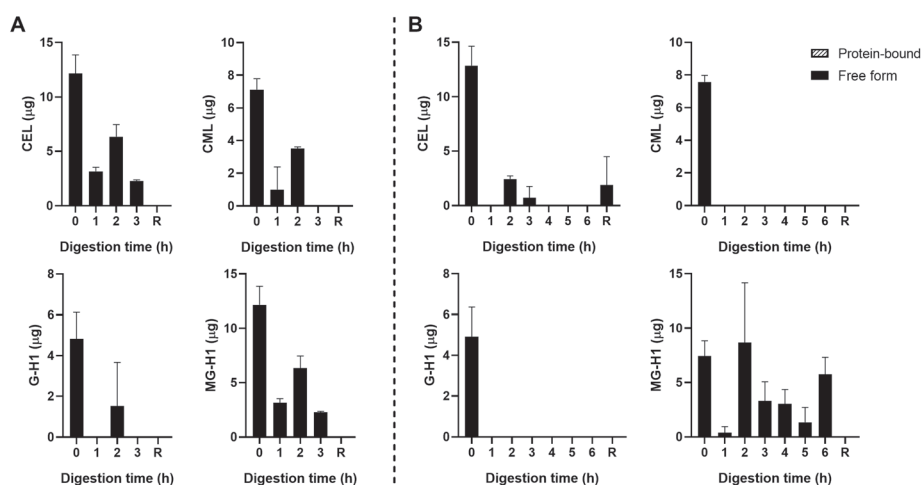 A
B
15
10
5
0
CEL (µg)
0 1 2 3 R
Digestion time (h)
10
8
6
4
2
0
CML (µg)
0 1 2 3 R
Digestion time (h)
15
10
5
0
CEL (µg)
0 1 2 3 4 5 6 R
Digestion time (h)
10
8
6
4
2
0
CML (µg)
0 1 2 3 4 5 6 R
Digestion time (h)
Protein-bound
Free form
8
6
4
2
0
G-H1 (µg)
0 1 2 3 R
Digestion time (h)
15
10
5
0
MG-H1 (µg)
0 1 2 3 R
Digestion time (h)
8
6
4
2
0
G-H1 (µg)
0 1 2 3 4 5 6 R
Digestion time (h)
15
10
5
0
MG-H1 (µg)
0 1 2 3 4 5 6 R
Digestion time (h)